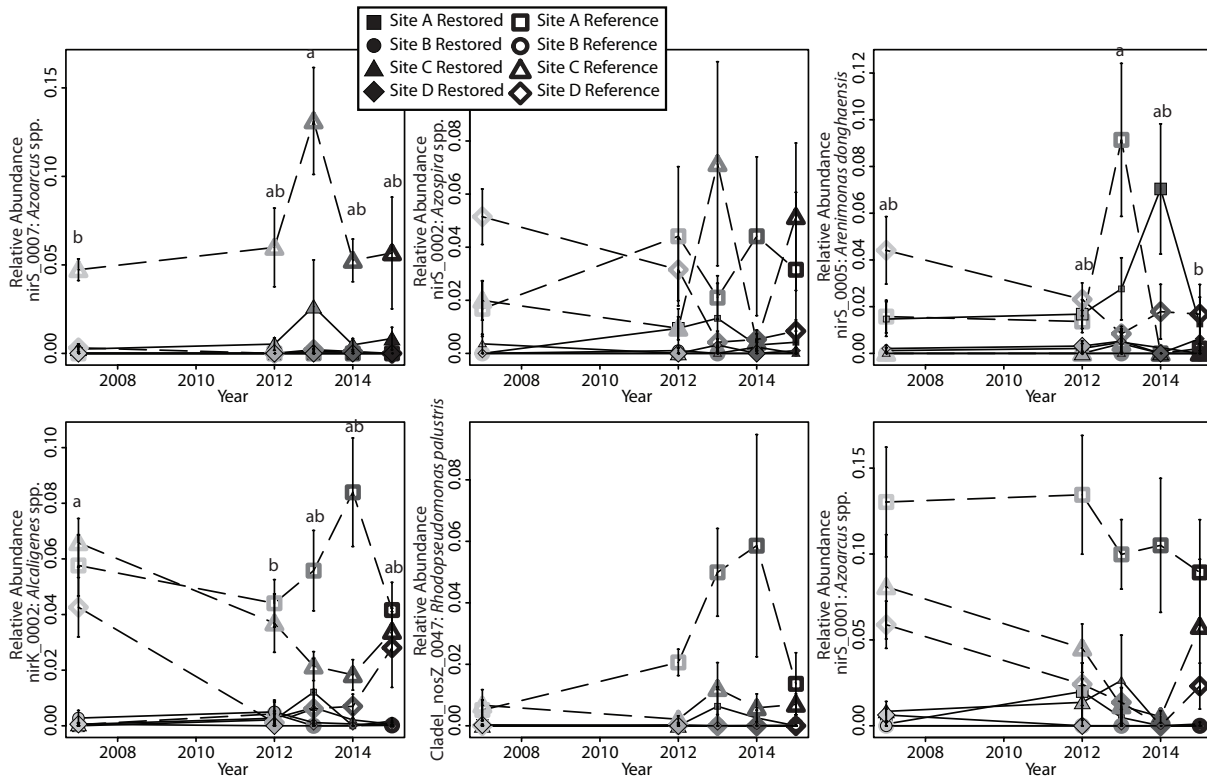 Site A Restored Site A Reference
Site B Restored Site B Reference
Site C Restored Site C Reference
Site D Restored Site D Reference
Relative Abundance
nirS_0007: Azoarcus spp.
0.00 0.05 0.10 0.15
b ab a ab ab
2008 2010 2012 2014
Year
Relative Abundance
nirS_0002: Azospira spp.
0.00 0.02 0.04 0.06 0.08
2008 2010 2012 2014
Year
Relative Abundance
nirS_0005: Arenimonas donghaensis
0.00 0.02 0.04 0.06 0.08 0.10 0.12
ab ab a ab b
2008 2010 2012 2014
Year
Relative Abundance
nirK_0002: Alcaligenes spp.
0.00 0.02 0.04 0.06 0.08 0.10
a b ab ab ab
2008 2010 2012 2014
Year
Relative Abundance
CladeI_nosZ_0047: Rhodopseudomonas palustris
0.00 0.02 0.04 0.06 0.08
2008 2010 2012 2014
Year
Relative Abundance
nirS_0001: Azoarcus spp.
0.00 0.05 0.10 0.15
2008 2010 2012 2014
Year